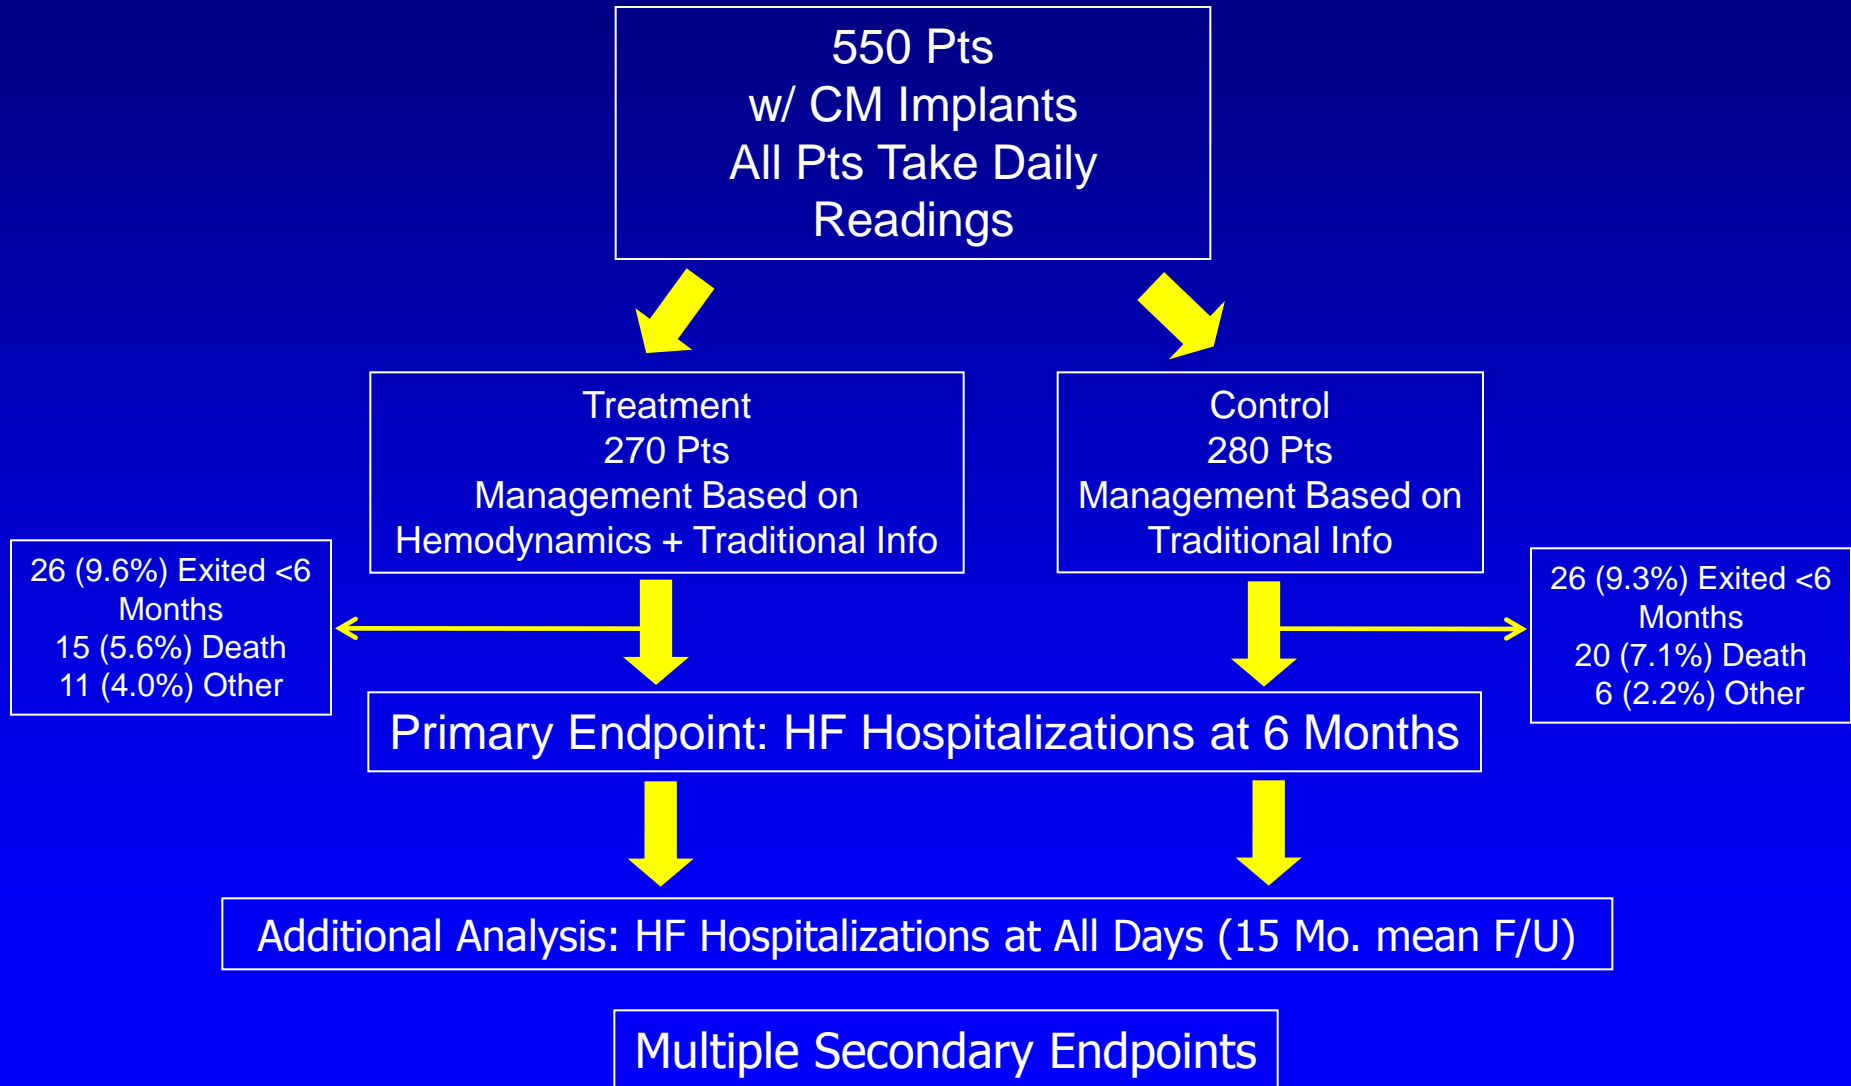 550 Pts
w/ CM Implants
All Pts Take Daily
Readings
Treatment
270 Pts
Management Based on
Hemodynamics + Traditional Info
Control
280 Pts
Management Based on
Traditional Info
26 (9.6%) Exited <6
Months
15 (5.6%) Death
11 (4.0%) Other
26 (9.3%) Exited <6
Months
20 (7.1%) Death
6 (2.2%) Other
Primary Endpoint: HF Hospitalizations at 6 Months
Additional Analysis: HF Hospitalizations at All Days (15 Mo. mean F/U)
Multiple Secondary Endpoints